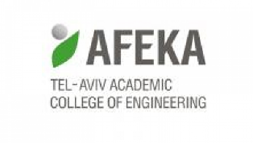 AFEKA
TEL-AVIV ACADEMIC
COLLEGE OF ENGINEERING